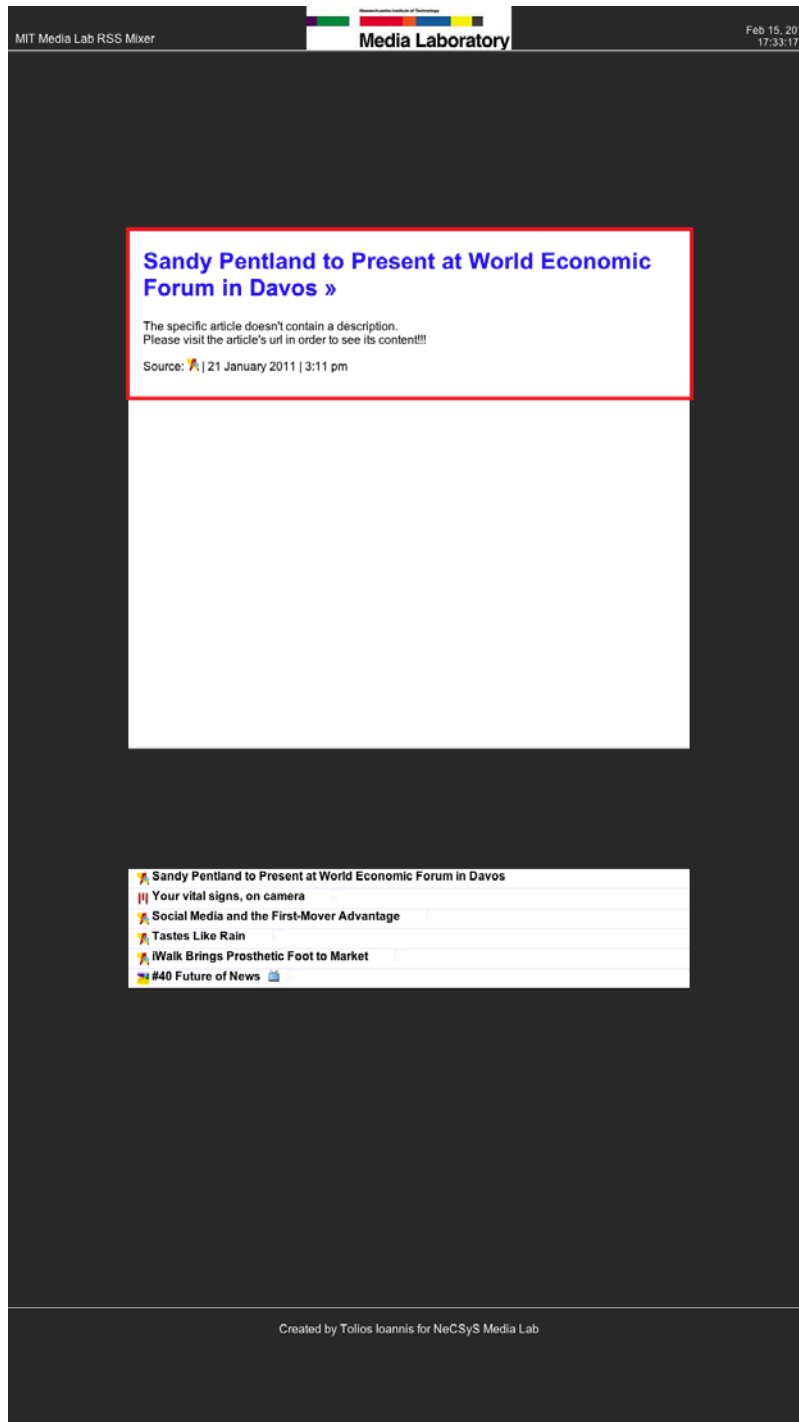 Massachusetts Institute of Technology
MIT Media Lab RSS Mixer
Media Laboratory
Feb 15, 20
17:33:17
Sandy Pentland to Present at World Economic
Forum in Davos »
The specific article doesn't contain a description.
Please visit the article's url in order to see its content!!!
Source: | 21 January 2011 | 3:11 pm
Sandy Pentland to Present at World Economic Forum in Davos
Your vital signs, on camera
Social Media and the First-Mover Advantage
Tastes Like Rain
iWalk Brings Prosthetic Foot to Market
#40 Future of News
Created by Tolios Ioannis for NeCSyS Media Lab